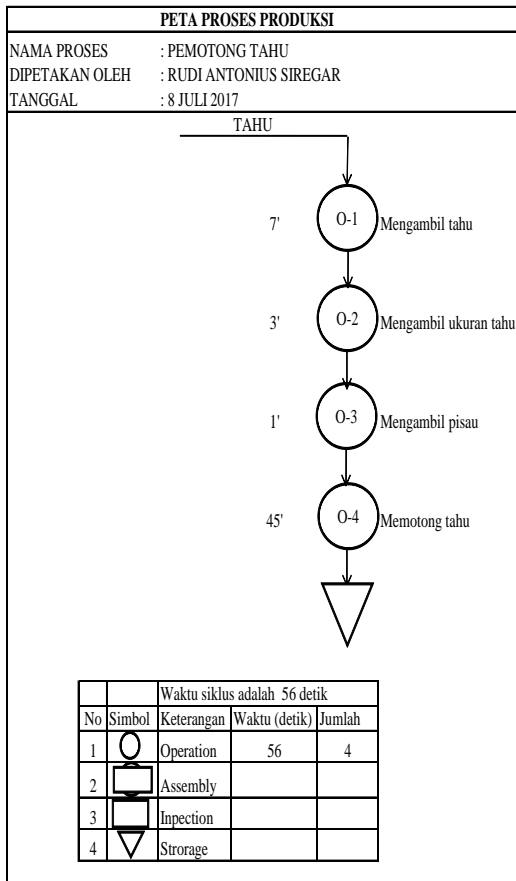 PETA PROSES PRODUKSI
NAMA PROSES : PEMOTONG TAHU
DIPETAKAN OLEH : RUDI ANTONIUS SIREGAR
TANGGAL : 8 JULI 2017
TAHU
7' O-1 Mengambil tahu
3' O-2 Mengambil ukuran tahu
1' O-3 Mengambil pisau
45' O-4 Memotong tahu
Waktu siklus adalah 56 detik
No Simbol Keterangan Waktu (detik) Jumlah
1 Operation 56 4
2 Assembly
3 Inpection
4 Strorage